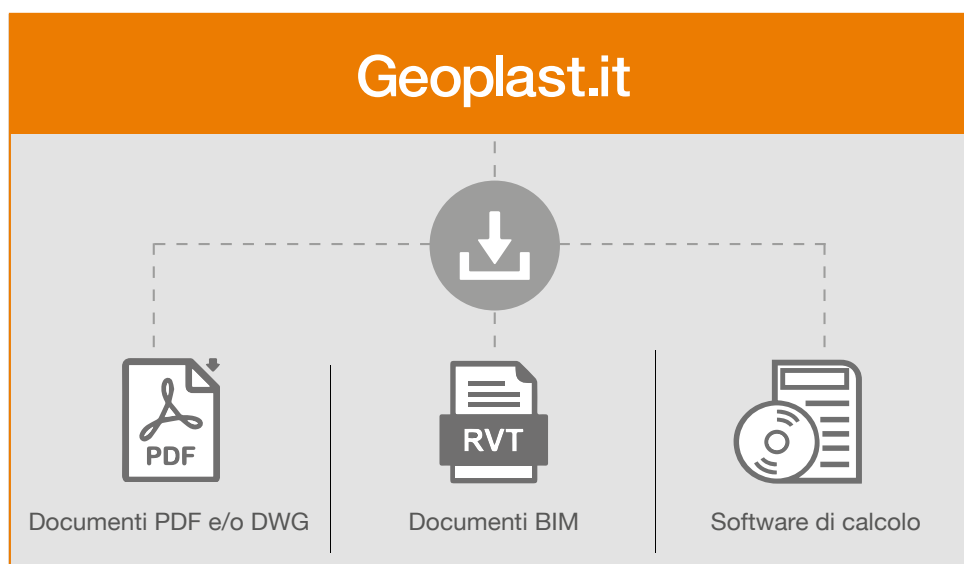 Geoplast.it
PDF
RVT
Documenti PDF e/o DWG
Documenti BIM
Software di calcolo